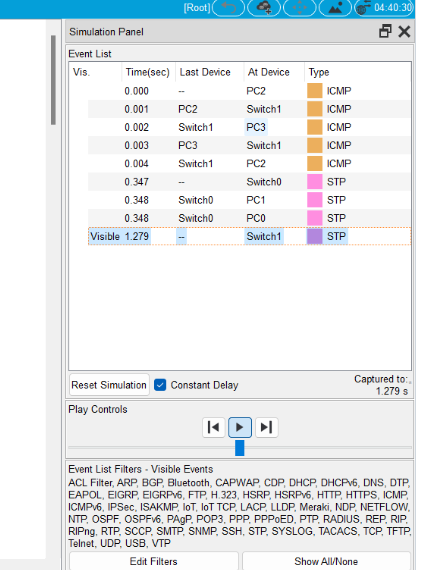 [Root] 04:40:30
Simulation Panel
Event List
Vis. Time(sec) Last Device At Device Type
0.000 -- PC2 ICMP
0.001 PC2 Switch1 ICMP
0.002 Switch1 PC3 ICMP
0.003 PC3 Switch1 ICMP
0.004 Switch1 PC2 ICMP
0.347 -- Switch0 STP
0.348 Switch0 PC1 STP
0.348 Switch0 PC0 STP
Visible 1.279 -- Switch1 STP
Reset Simulation Constant Delay Captured to:
1.279 s
Play Controls
Event List Filters - Visible Events
ACL Filter, ARP, BGP, Bluetooth, CAPWAP, CDP, DHCP, DHCPv6, DNS, DTP,
EAPOL, EIGRP, EIGRPv6, FTP, H.323, HSRP, HSRPv6, HTTP, HTTPS, ICMP,
ICMPv6, IPSec, ISAKMP, IoT, IoT TCP, LACP, LLDP, Meraki, NDP, NETFLOW,
NTP, OSPF, OSPFv6, PAgP, POP3, PPP, PPPoED, PTP, RADIUS, REP, RIP,
RIPng, RTP, SCCP, SMTP, SNMP, SSH, STP, SYSLOG, TACACS, TCP, TFTP,
Telnet, UDP, USB, VTP
Edit Filters Show All/None